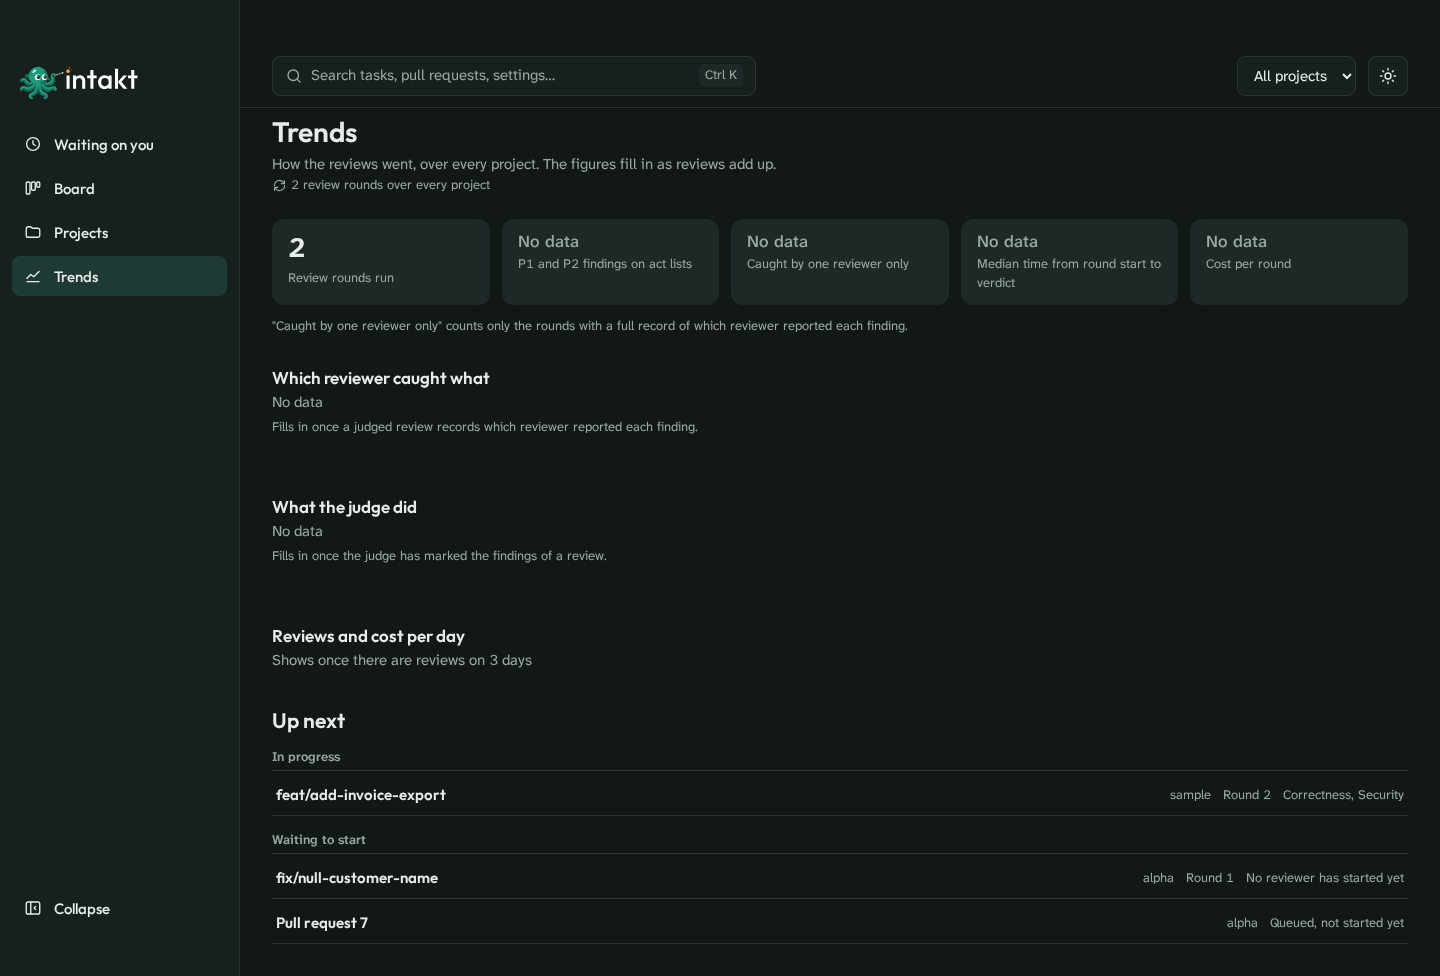 intakt
Search tasks, pull requests, settings...
Ctrl K
All projects
Waiting on you
Board
Projects
Trends
Collapse
Trends
How the reviews went, over every project. The figures fill in as reviews add up.
2 review rounds over every project
2
Review rounds run
No data
P1 and P2 findings on act lists
No data
Caught by one reviewer only
No data
Median time from round start to
verdict
No data
Cost per round
"Caught by one reviewer only" counts only the rounds with a full record of which reviewer reported each finding.
Which reviewer caught what
No data
Fills in once a judged review records which reviewer reported each finding.
What the judge did
No data
Fills in once the judge has marked the findings of a review.
Reviews and cost per day
Shows once there are reviews on 3 days
Up next
In progress
feat/add-invoice-export sample Round 2 Correctness, Security
Waiting to start
fix/null-customer-name alpha Round 1 No reviewer has started yet
Pull request 7 alpha Queued, not started yet